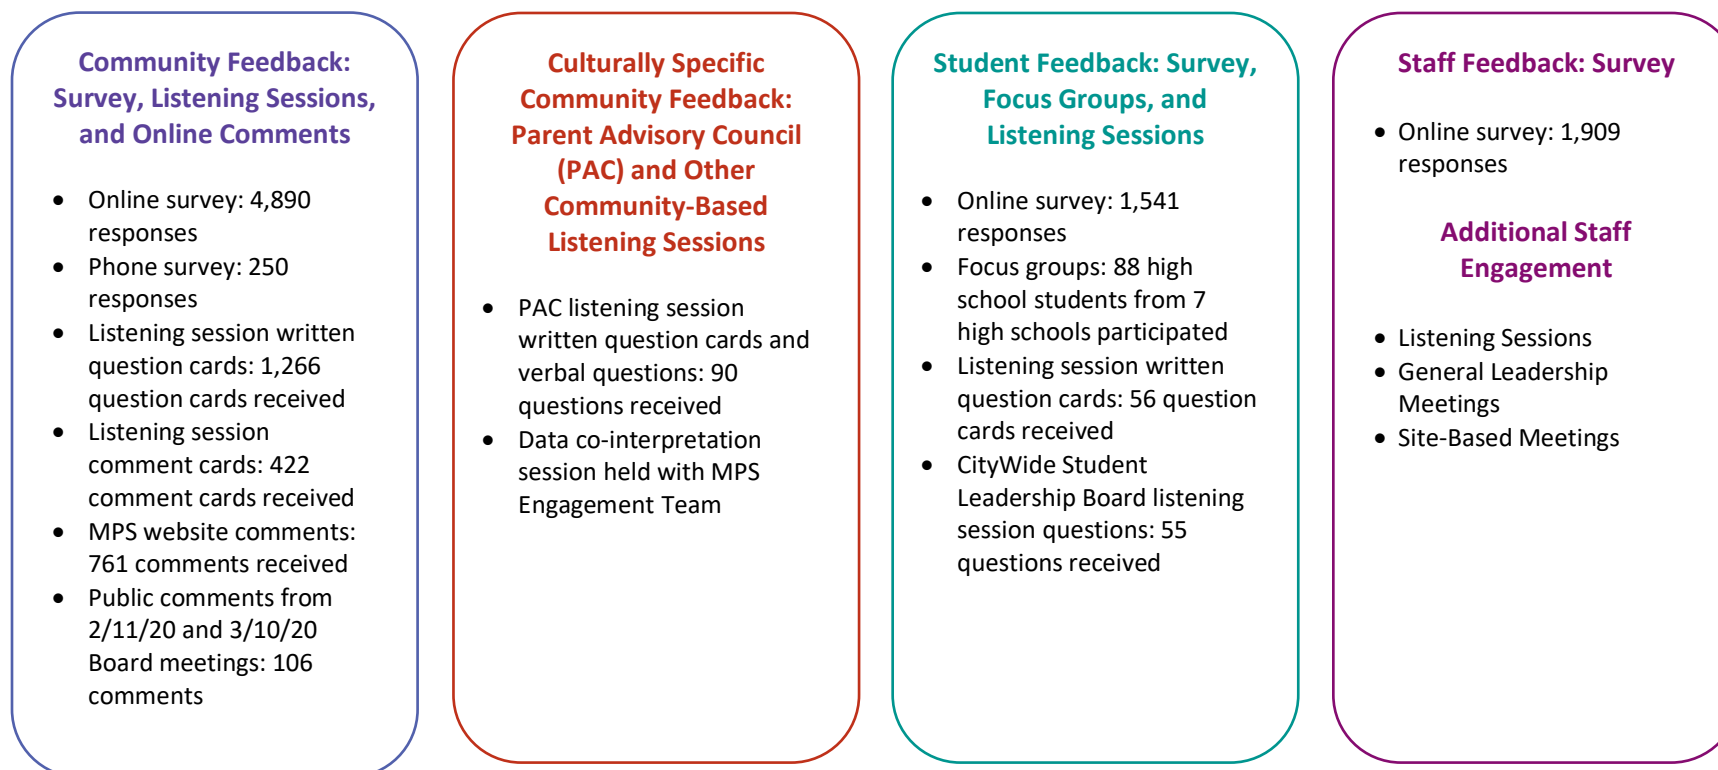 Community Feedback:
Survey, Listening Sessions,
and Online Comments
• Online survey: 4,890
responses
• Phone survey: 250
responses
• Listening session written
question cards: 1,266
question cards received
• Listening session
comment cards: 422
comment cards received
• MPS website comments:
761 comments received
• Public comments from
2/11/20 and 3/10/20
Board meetings: 106
comments
Culturally Specific
Community Feedback:
Parent Advisory Council
(PAC) and Other
Community-Based
Listening Sessions
• PAC listening session
written question cards and
verbal questions: 90
questions received
• Data co-interpretation
session held with MPS
Engagement Team
Student Feedback: Survey,
Focus Groups, and
Listening Sessions
• Online survey: 1,541
responses
• Focus groups: 88 high
school students from 7
high schools participated
• Listening session written
question cards: 56 question
cards received
• CityWide Student
Leadership Board listening
session questions: 55
questions received
Staff Feedback: Survey
• Online survey: 1,909
responses
Additional Staff
Engagement
• Listening Sessions
• General Leadership
Meetings
• Site-Based Meetings